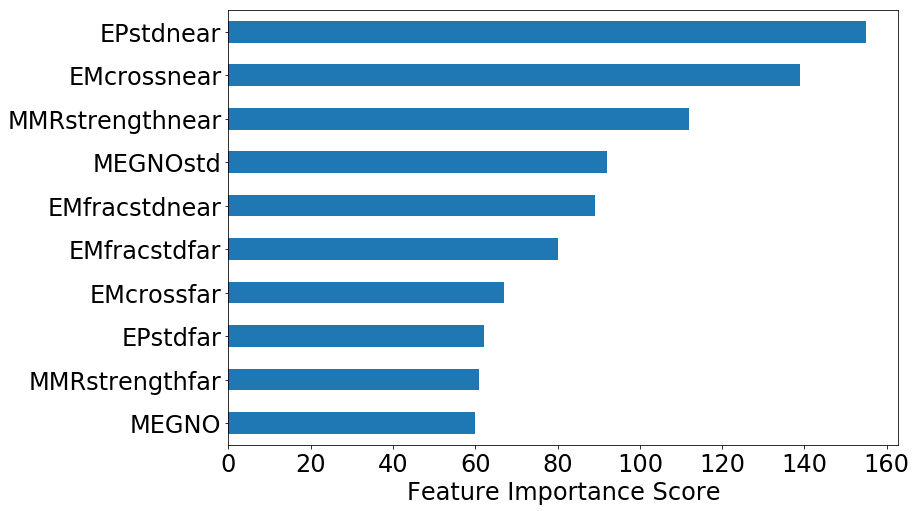 EPstdnear
EMcrossnear
MMRstrengthnear
MEGNOstd
EMfracstdnear
EMfracstdfar
EMcrossfar
EPstdfar
MMRstrengthfar
MEGNO
0 20 40 60 80 100 120 140 160
Feature Importance Score